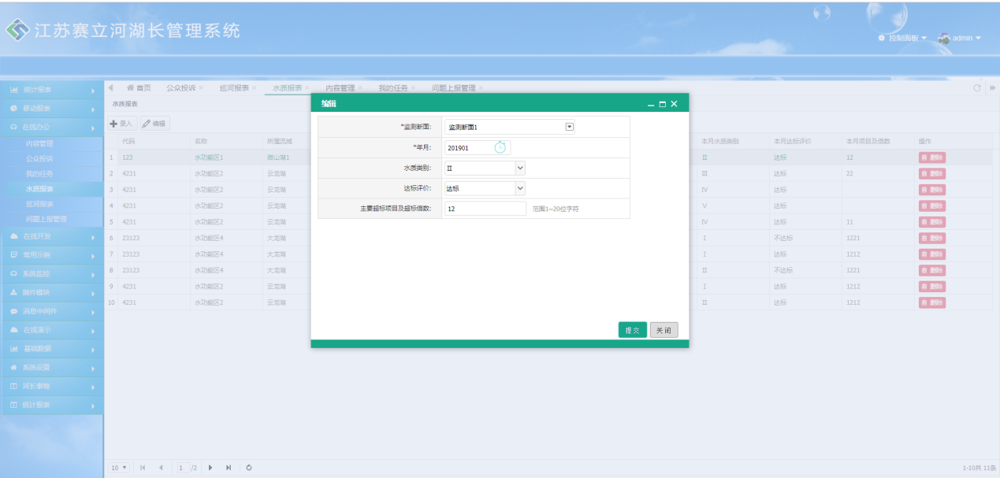 江苏赛立河湖长管理系统
控制面板 admin
统计报表
移动报表
在线办公
内容管理
公众投诉
我的任务
水质报表
巡河报表
问题上报管理
在线开发
常用示例
系统监控
插件模块
消息中间件
在线演示
基础数据
系统设置
河长事物
统计报表
首页 公众投诉 巡河报表 水质报表 内容管理 我的任务 问题上报管理
水质报表
录入 编辑
代码 名称 所属流域 本月水质类别 本月达标评价 本月项目及倍数 操作
1 123 水功能区1 微山湖1 II 达标 12 删除
2 4231 水功能区2 云龙湖 III 达标 22 删除
3 4231 水功能区2 云龙湖 IV 达标 删除
4 4231 水功能区2 云龙湖 V 达标 删除
5 4231 水功能区2 云龙湖 IV 达标 11 删除
6 23123 水功能区4 大龙湖 I 不达标 1221 删除
7 23123 水功能区4 大龙湖 I 达标 1212 删除
8 23123 水功能区4 大龙湖 II 不达标 1221 删除
9 4231 水功能区2 云龙湖 I 达标 1212 删除
10 4231 水功能区2 云龙湖 II 达标 1212 删除
编辑
*监测断面: 监测断面1
*年月: 201901
水质类别: II
达标评价: 达标
主要超标项目及超标倍数: 12 范围1~20位字符
提交 关闭
10 1 /2 1-10共 11条